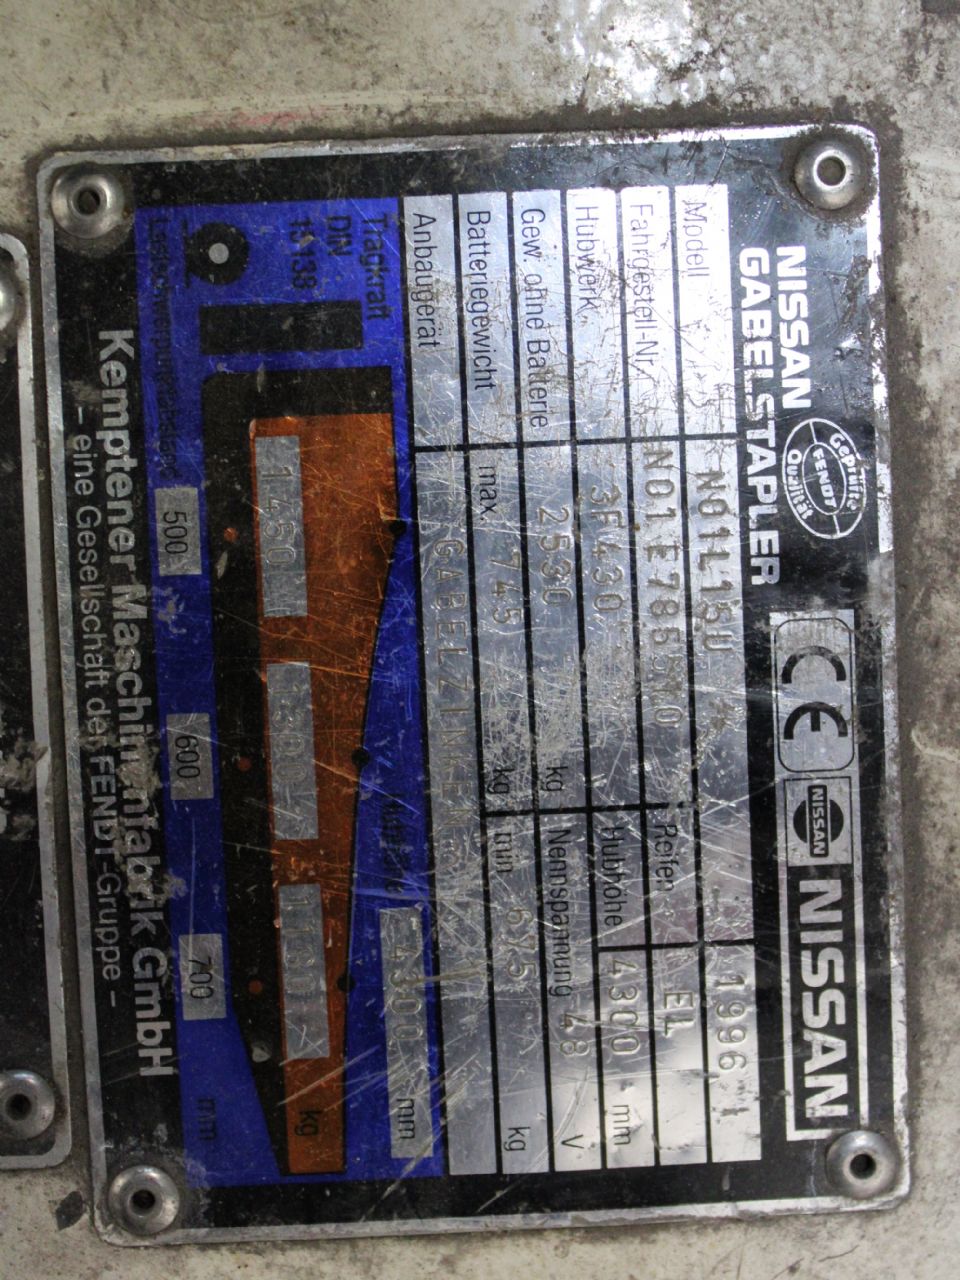 NISSAN
GABELSTAPLER
Geprüfte
FENDT
Qualität
CE
NISSAN
NISSAN
Modell N01L15U 1996
Fahrgestell-Nr. N01E785510 Reifen EL
Hubwerk 3F430 Hubhöhe 4300 mm
Gew. ohne Batterie 2530 kg Nennspannung 48 V
Batteriegewicht max. 745 kg min 675 kg
Anbaugerät GABELZINKEN
Tragkraft Hubhöhe 4300 mm
DIN
15138
1450 1300 1100 kg
Lastschwerpunktabstand 500 600 700 mm
Kemptener Maschinenfabrik GmbH
– eine Gesellschaft der FENDT-Gruppe –